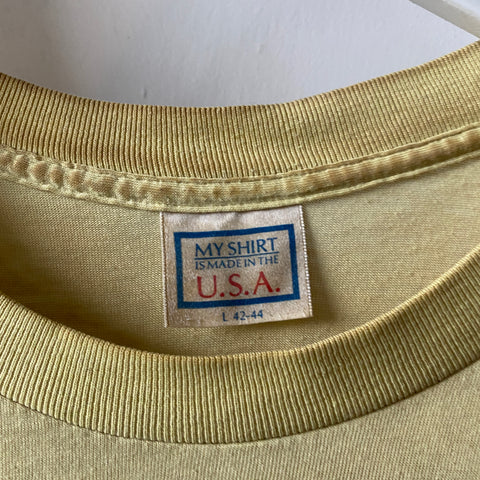 MY SHIRT
IS MADE IN THE
U.S.A.
L 42-44